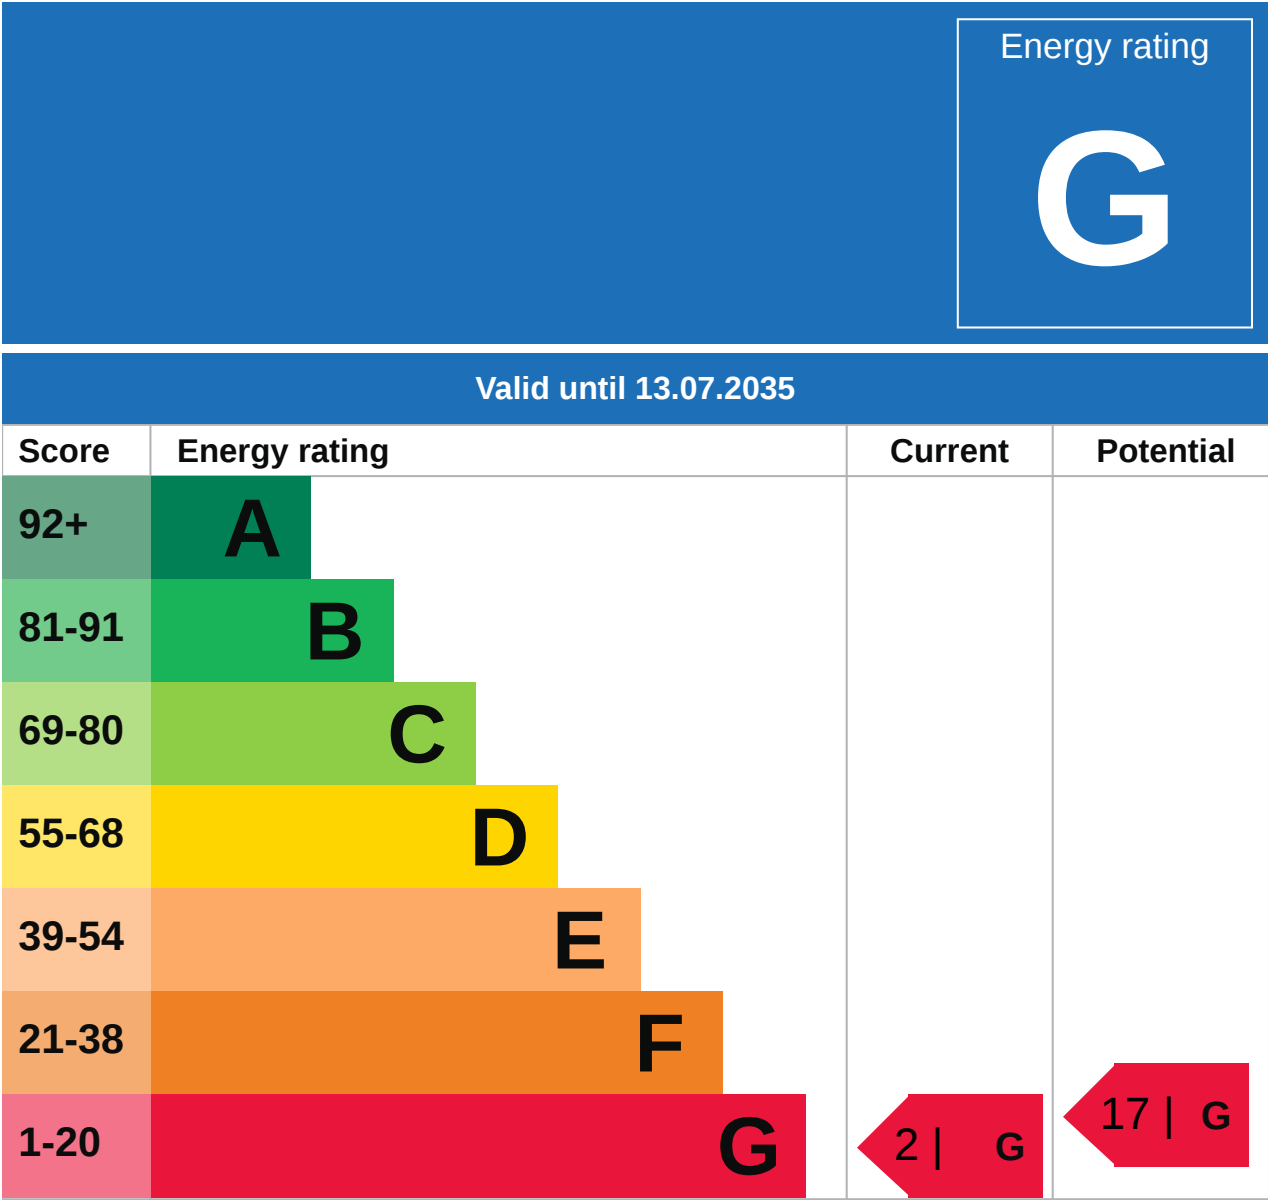 Energy rating
G
Valid until 13.07.2035
Score Energy rating Current Potential
92+ A
81-91 B
69-80 C
55-68 D
39-54 E
21-38 F
1-20 G 2 | G 17 | G